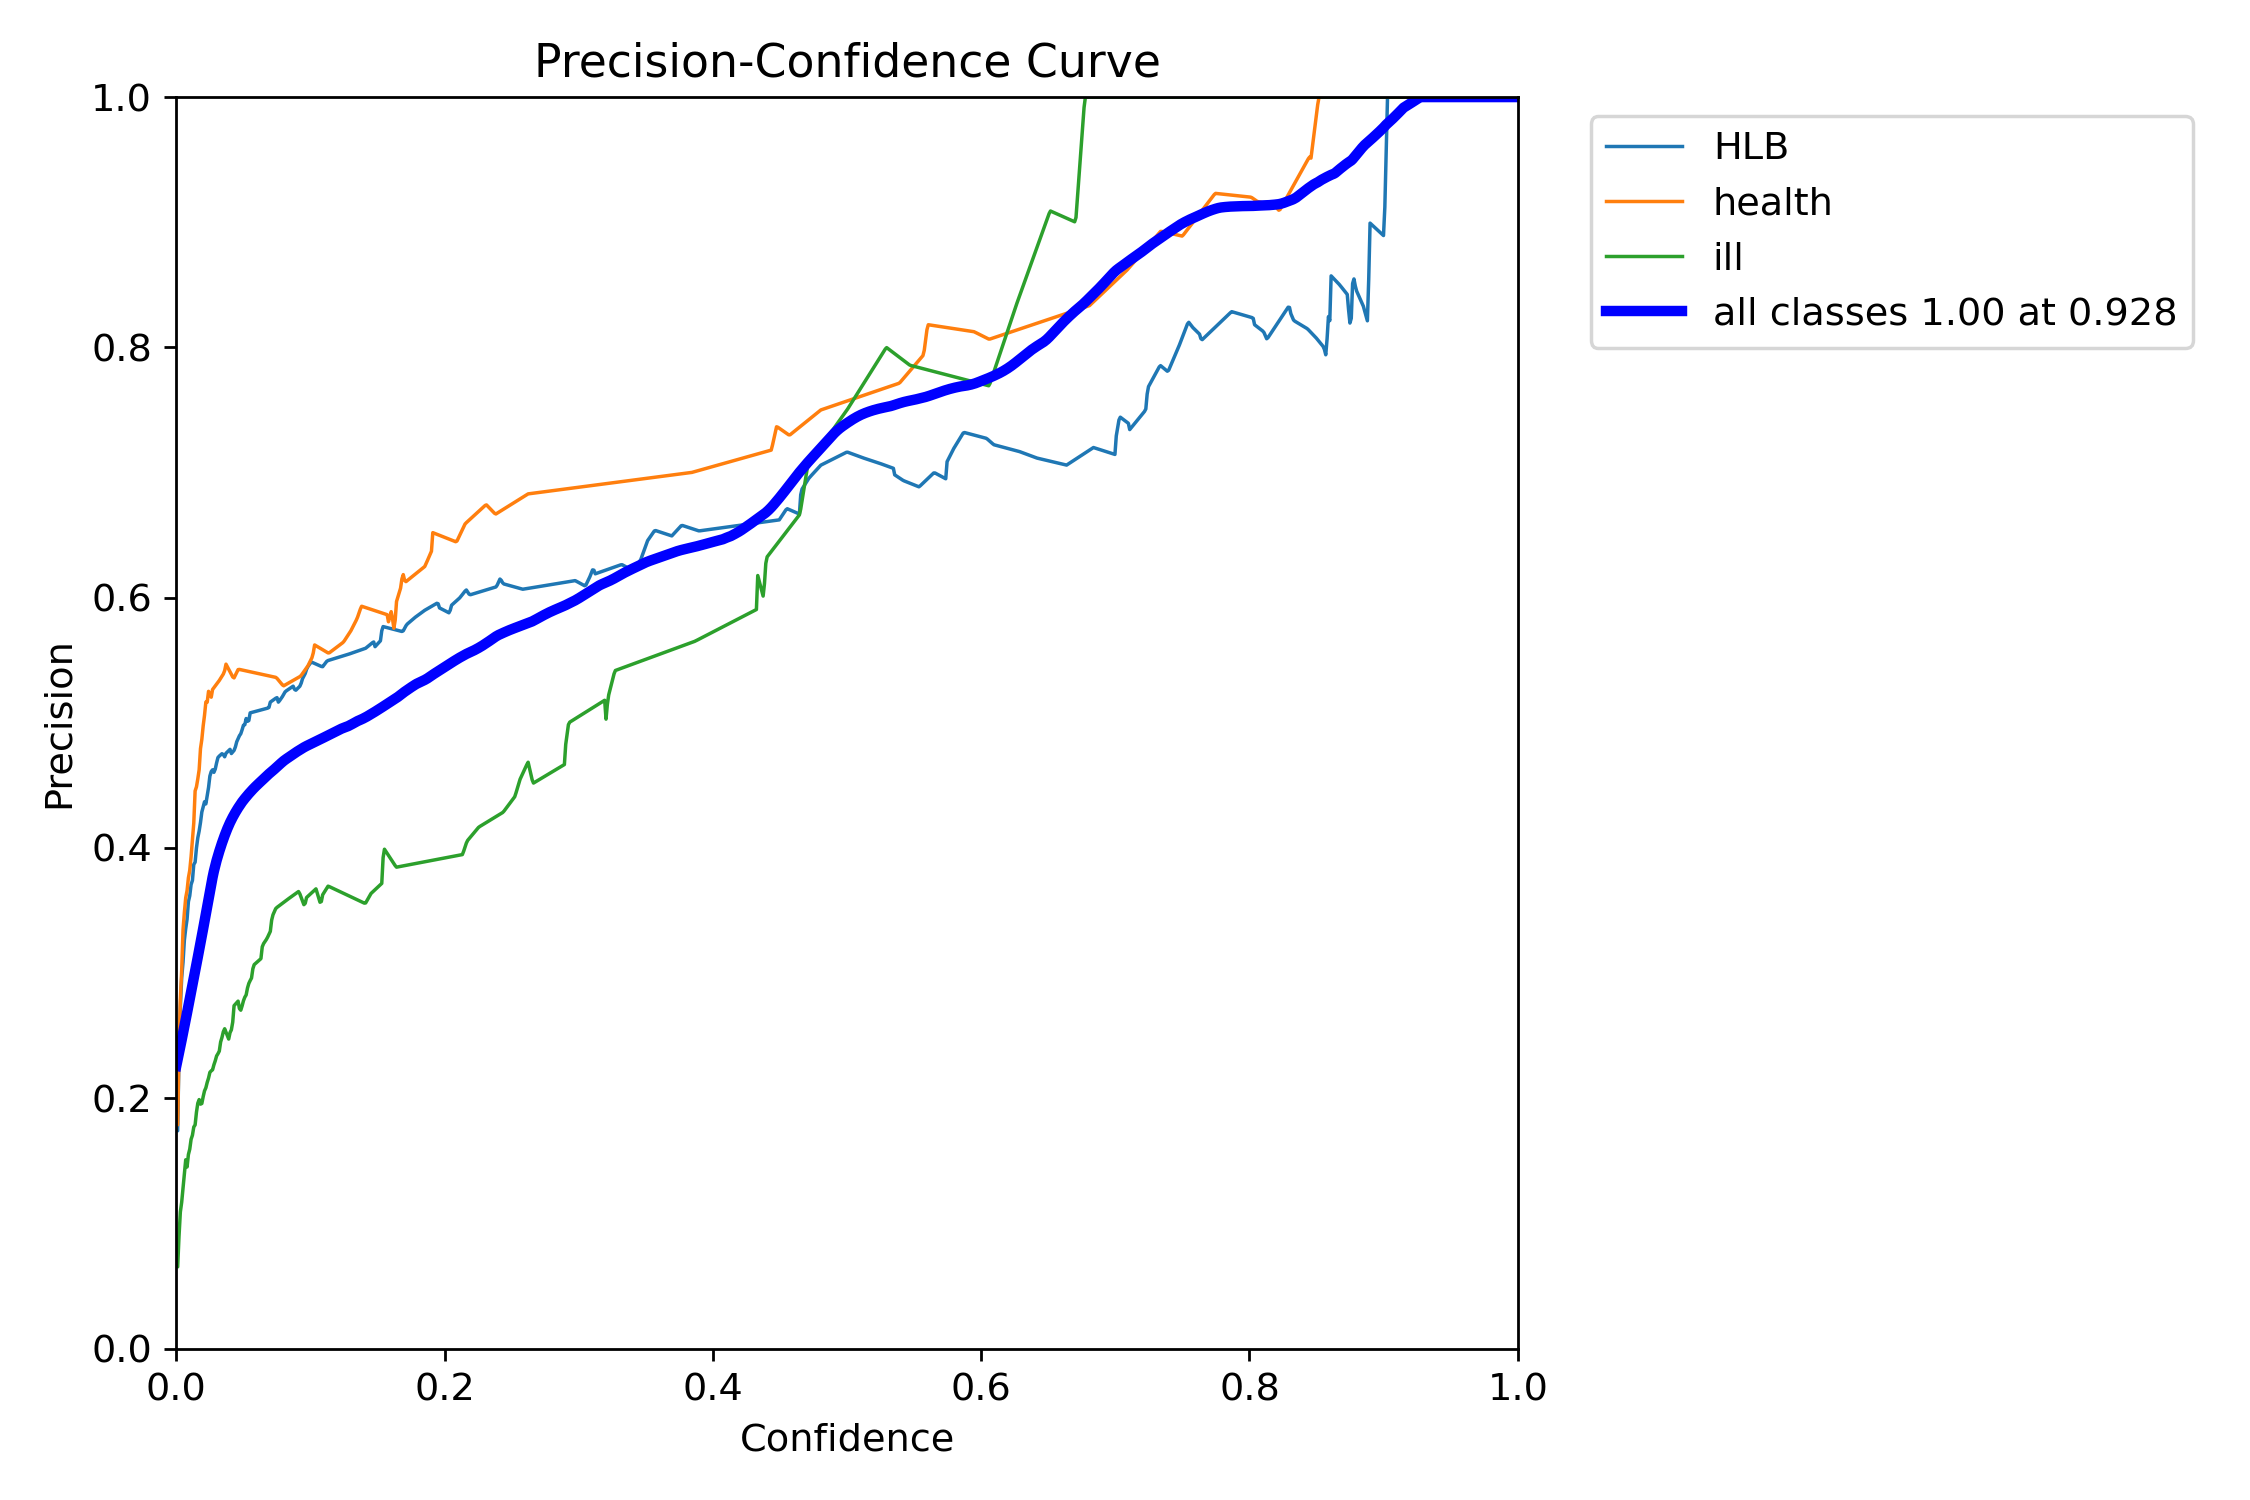 Precision-Confidence Curve
1.0
0.8
0.6
0.4
0.2
0.0
Precision
0.0 0.2 0.4 0.6 0.8 1.0
Confidence
HLB
health
ill
all classes 1.00 at 0.928